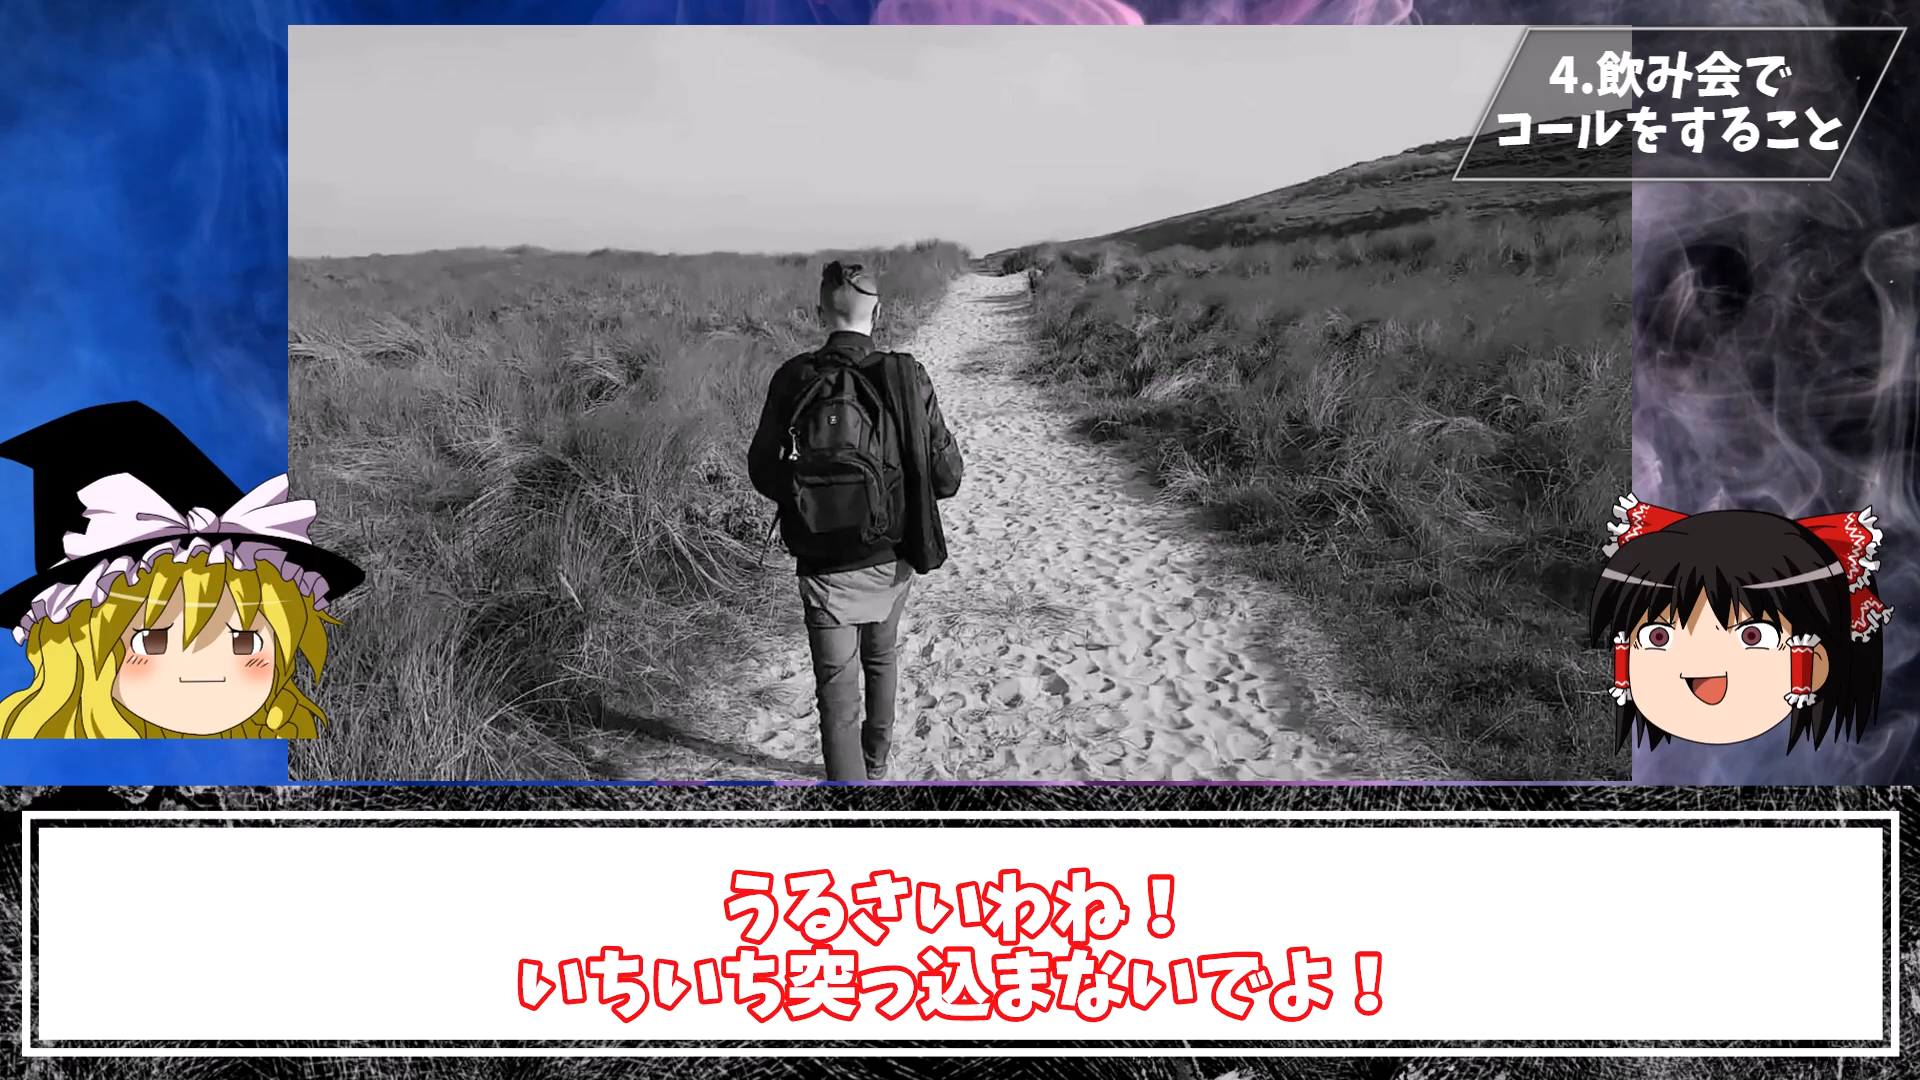 4.飲み会で
コールをすること
うるさいわね！
いちいち突っ込まないでよ！